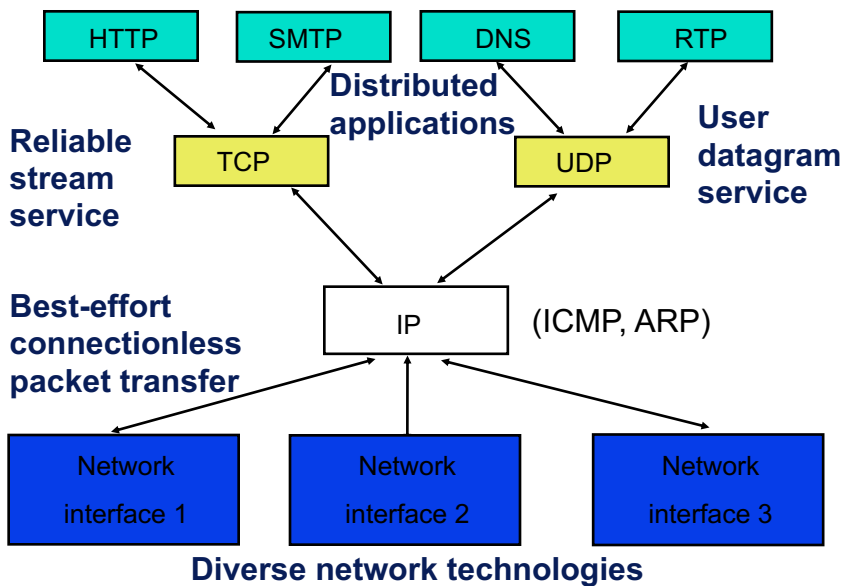 HTTP
SMTP
DNS
RTP
Distributed
applications
Reliable
stream
service
TCP
UDP
User
datagram
service
Best-effort
connectionless
packet transfer
IP
(ICMP, ARP)
Network
interface 1
Network
interface 2
Network
interface 3
Diverse network technologies